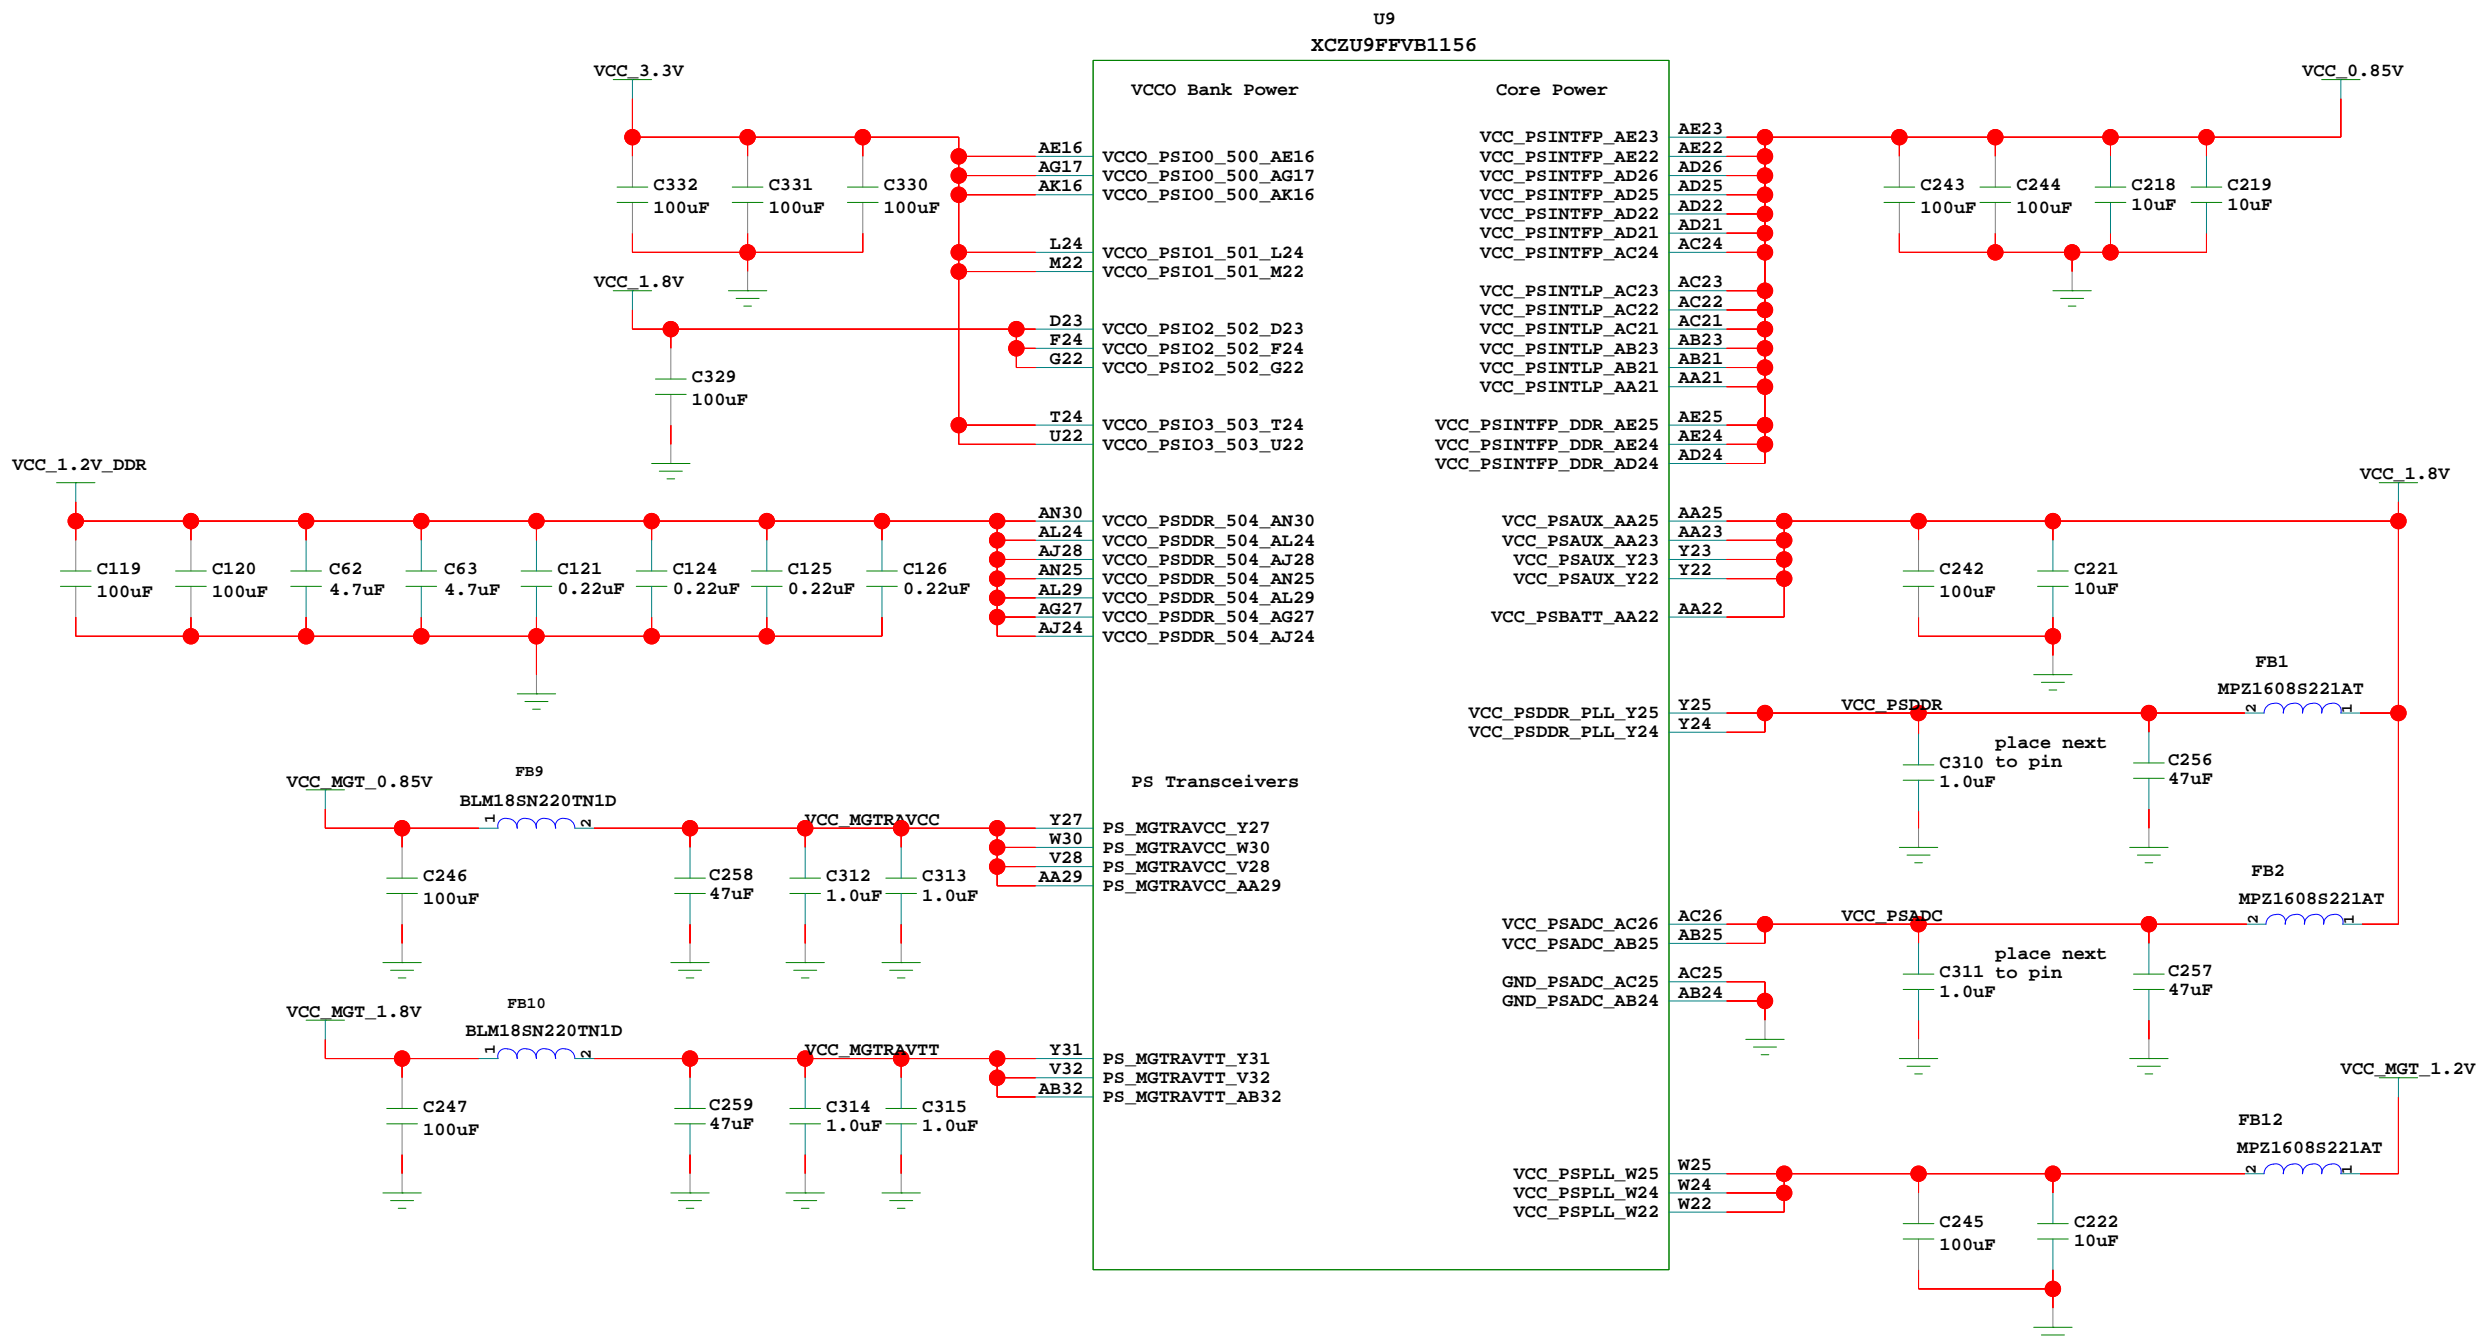 U9
XCZU9FFVB1156
VCCO Bank Power
Core Power
VCC_3.3V
C332
100uF
C331
100uF
C330
100uF
AE16 VCCO_PSIO0_500_AE16
AG17 VCCO_PSIO0_500_AG17
AK16 VCCO_PSIO0_500_AK16
L24 VCCO_PSIO1_501_L24
M22 VCCO_PSIO1_501_M22
VCC_1.8V
C329
100uF
D23 VCCO_PSIO2_502_D23
F24 VCCO_PSIO2_502_F24
G22 VCCO_PSIO2_502_G22
T24 VCCO_PSIO3_503_T24
U22 VCCO_PSIO3_503_U22
VCC_1.2V_DDR
C119
100uF
C120
100uF
C62
4.7uF
C63
4.7uF
C121
0.22uF
C124
0.22uF
C125
0.22uF
C126
0.22uF
AN30 VCCO_PSDDR_504_AN30
AL24 VCCO_PSDDR_504_AL24
AJ28 VCCO_PSDDR_504_AJ28
AN25 VCCO_PSDDR_504_AN25
AL29 VCCO_PSDDR_504_AL29
AG27 VCCO_PSDDR_504_AG27
AJ24 VCCO_PSDDR_504_AJ24
PS Transceivers
VCC_MGT_0.85V
FB9
BLM18SN220TN1D
1 2
VCC_MGTRAVCC
C246
100uF
C258
47uF
C312
1.0uF
C313
1.0uF
Y27 PS_MGTRAVCC_Y27
W30 PS_MGTRAVCC_W30
V28 PS_MGTRAVCC_V28
AA29 PS_MGTRAVCC_AA29
VCC_MGT_1.8V
FB10
BLM18SN220TN1D
1 2
VCC_MGTRAVTT
C247
100uF
C259
47uF
C314
1.0uF
C315
1.0uF
Y31 PS_MGTRAVTT_Y31
V32 PS_MGTRAVTT_V32
AB32 PS_MGTRAVTT_AB32
VCC_0.85V
VCC_PSINTFP_AE23 AE23
VCC_PSINTFP_AE22 AE22
VCC_PSINTFP_AD26 AD26
VCC_PSINTFP_AD25 AD25
VCC_PSINTFP_AD22 AD22
VCC_PSINTFP_AD21 AD21
VCC_PSINTFP_AC24 AC24
C243
100uF
C244
100uF
C218
10uF
C219
10uF
VCC_PSINTLP_AC23 AC23
VCC_PSINTLP_AC22 AC22
VCC_PSINTLP_AC21 AC21
VCC_PSINTLP_AB23 AB23
VCC_PSINTLP_AB21 AB21
VCC_PSINTLP_AA21 AA21
VCC_PSINTFP_DDR_AE25 AE25
VCC_PSINTFP_DDR_AE24 AE24
VCC_PSINTFP_DDR_AD24 AD24
VCC_1.8V
VCC_PSAUX_AA25 AA25
VCC_PSAUX_AA23 AA23
VCC_PSAUX_Y23 Y23
VCC_PSAUX_Y22 Y22
VCC_PSBATT_AA22 AA22
C242
100uF
C221
10uF
FB1
MPZ1608S221AT
2 1
VCC_PSDDR
VCC_PSDDR_PLL_Y25 Y25
VCC_PSDDR_PLL_Y24 Y24
place next
to pin
C310
1.0uF
C256
47uF
FB2
MPZ1608S221AT
2 1
VCC_PSADC
VCC_PSADC_AC26 AC26
VCC_PSADC_AB25 AB25
place next
to pin
C311
1.0uF
C257
47uF
GND_PSADC_AC25 AC25
GND_PSADC_AB24 AB24
VCC_MGT_1.2V
FB12
MPZ1608S221AT
2 1
VCC_PSPLL_W25 W25
VCC_PSPLL_W24 W24
VCC_PSPLL_W22 W22
C245
100uF
C222
10uF